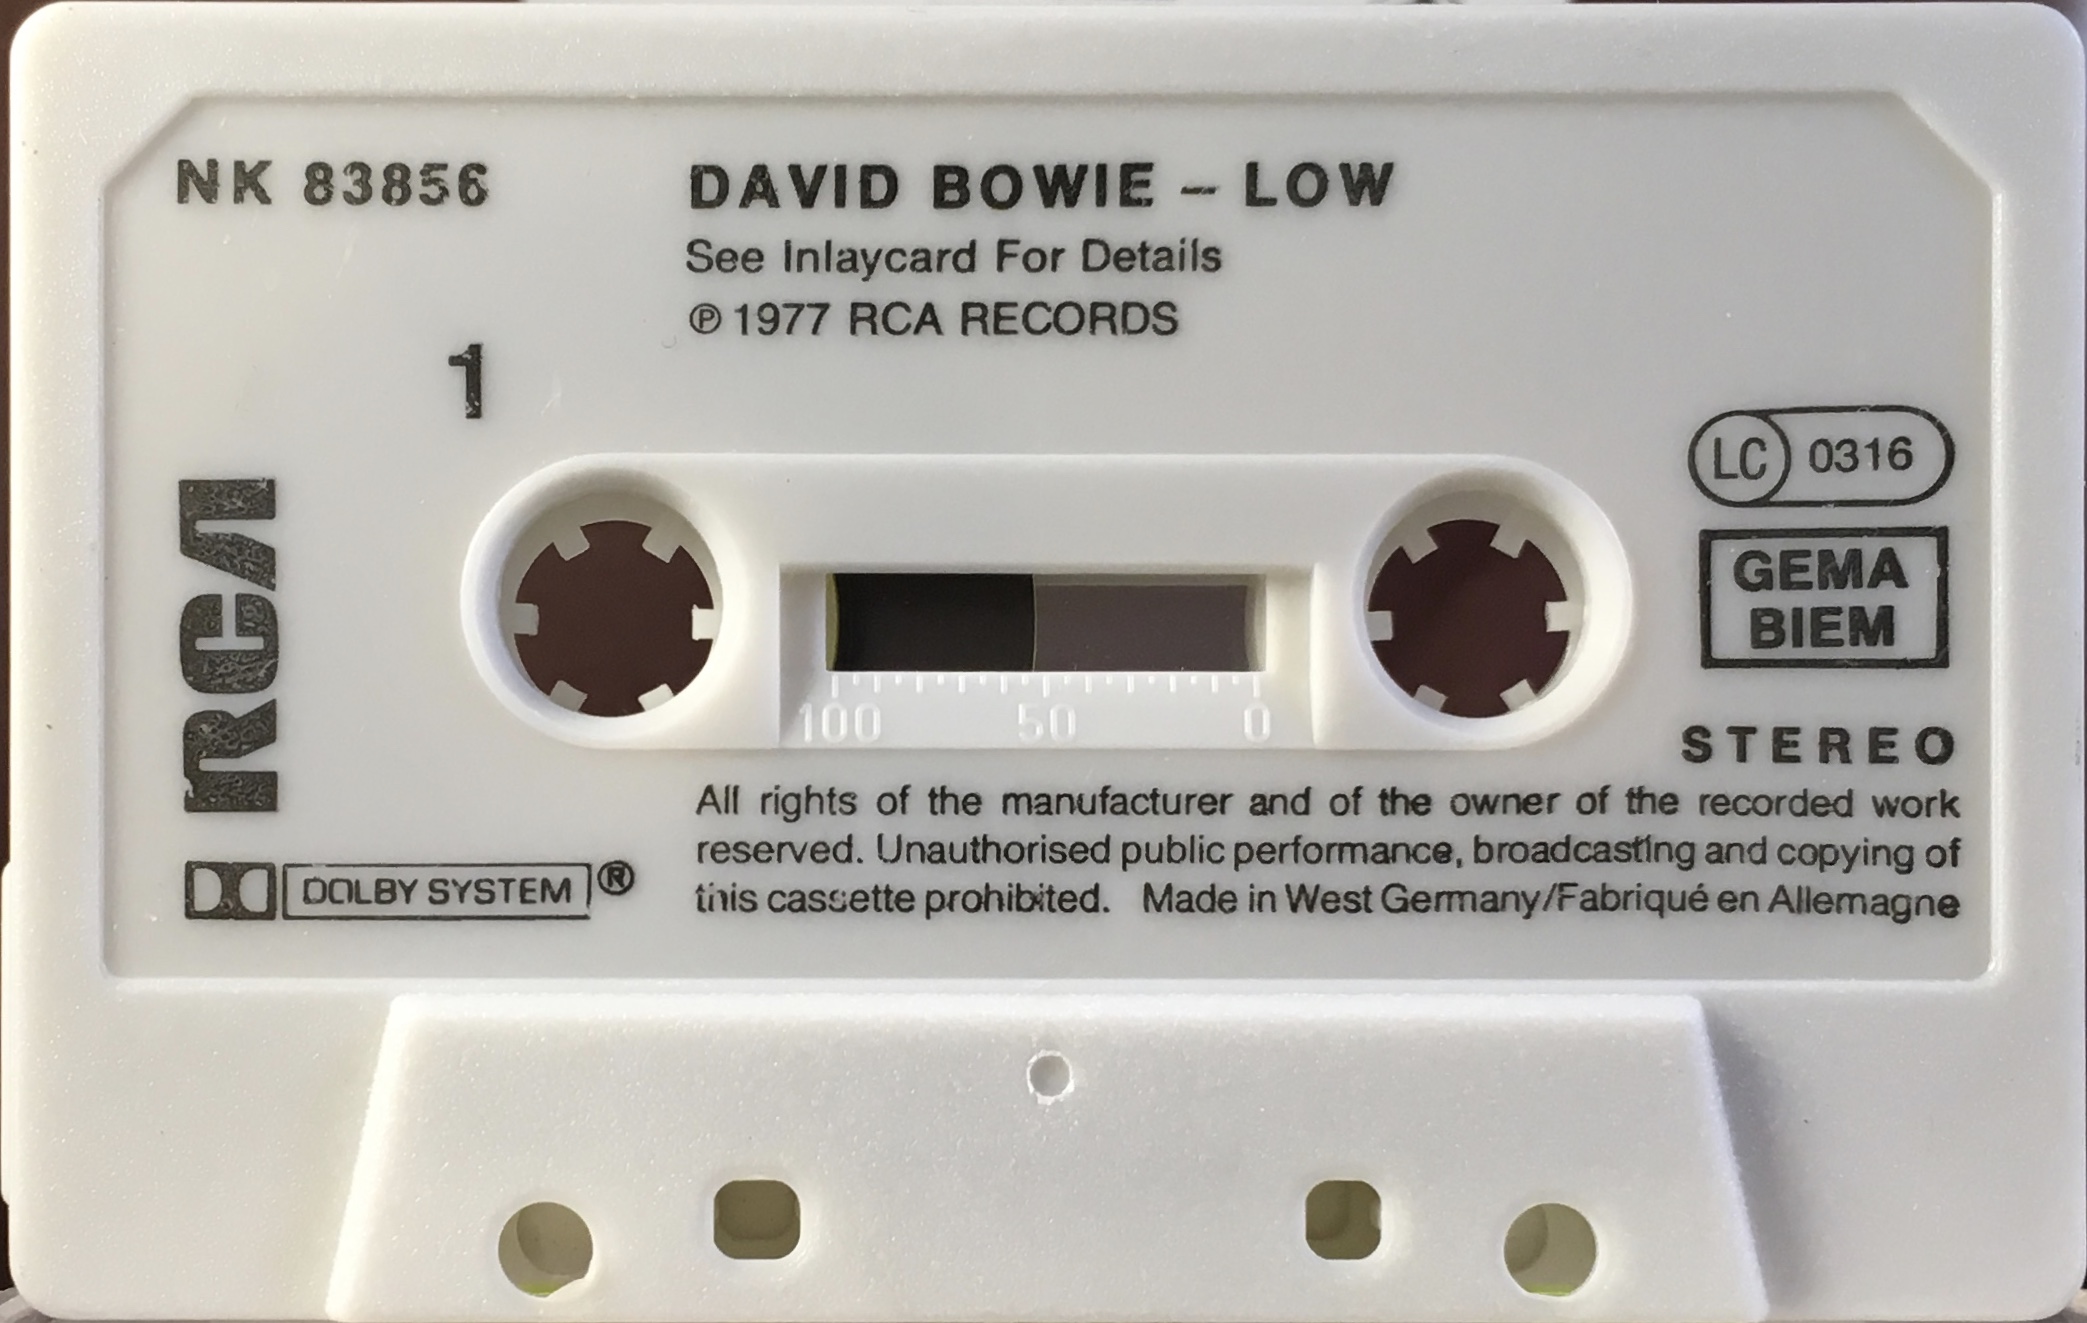 NK 83856
DAVID BOWIE – LOW
See Inlaycard For Details
℗ 1977 RCA RECORDS
1
LC 0316
RCA
GEMA
BIEM
100 50 0
STEREO
All rights of the manufacturer and of the owner of the recorded work
reserved. Unauthorised public performance, broadcasting and copying of
this cassette prohibited. Made in West Germany/Fabriqué en Allemagne
DOLBY SYSTEM ®